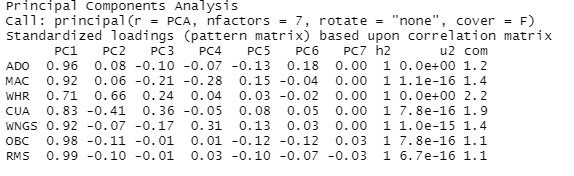 Principal Components Analysis
Call: principal(r = PCA, nfactors = 7, rotate = "none", cover = F)
Standardized loadings (pattern matrix) based upon correlation matrix
PC1 PC2 PC3 PC4 PC5 PC6 PC7 h2 u2 com
ADO 0.96 0.08 -0.10 -0.07 -0.13 0.18 0.00 1 0.0e+00 1.2
MAC 0.92 0.06 -0.21 -0.28 0.15 -0.04 0.00 1 1.1e-16 1.4
WHR 0.71 0.66 0.24 0.04 0.03 -0.02 0.00 1 0.0e+00 2.2
CUA 0.83 -0.41 0.36 -0.05 0.08 0.05 0.00 1 7.8e-16 1.9
WNGS 0.92 -0.07 -0.17 0.31 0.13 0.03 0.00 1 1.0e-15 1.4
OBC 0.98 -0.11 -0.01 0.01 -0.12 -0.12 0.03 1 7.8e-16 1.1
RMS 0.99 -0.10 -0.01 0.03 -0.10 -0.07 -0.03 1 6.7e-16 1.1